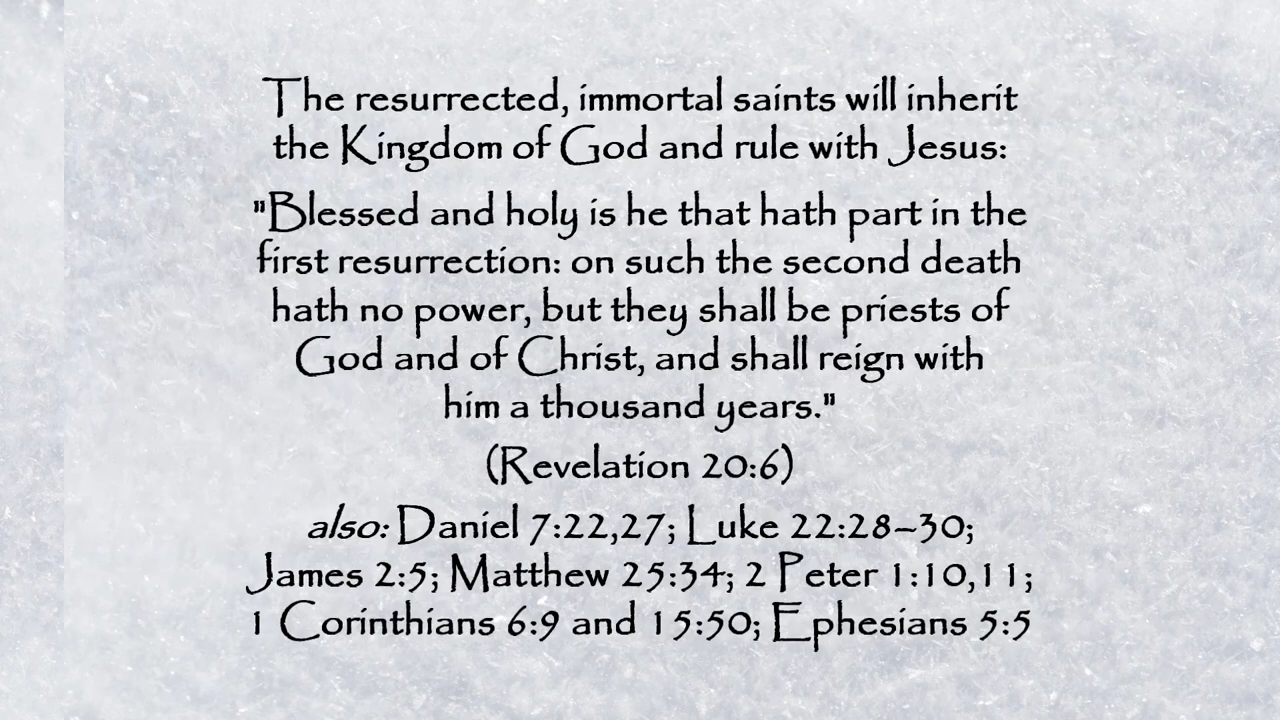 The resurrected, immortal saints will inherit
the Kingdom of God and rule with Jesus:
"Blessed and holy is he that hath part in the
first resurrection: on such the second death
hath no power, but they shall be priests of
God and of Christ, and shall reign with
him a thousand years."
(Revelation 20:6)
also: Daniel 7:22,27; Luke 22:28–30;
James 2:5; Matthew 25:34; 2 Peter 1:10,11;
1 Corinthians 6:9 and 15:50; Ephesians 5:5